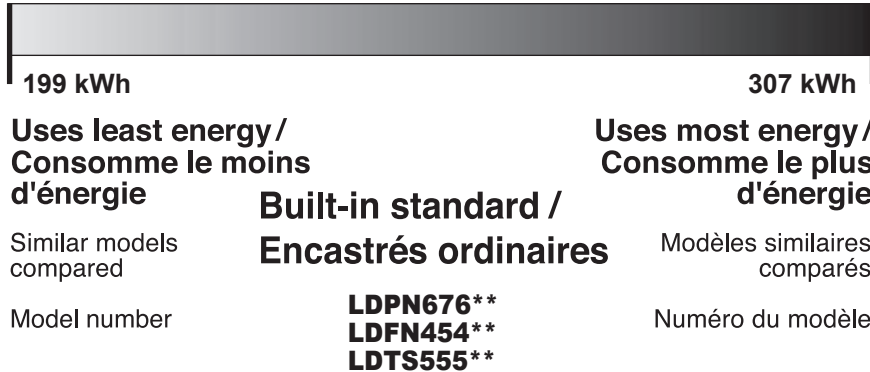 199 kWh
307 kWh
Uses least energy/
Consomme le moins
d'énergie
Uses most energy/
Consomme le plus
d'énergie
Built-in standard /
Encastrés ordinaires
Similar models
compared
Modèles similaires
comparés
Model number
LDPN676**
LDFN454**
LDTS555**
Numéro du modèle